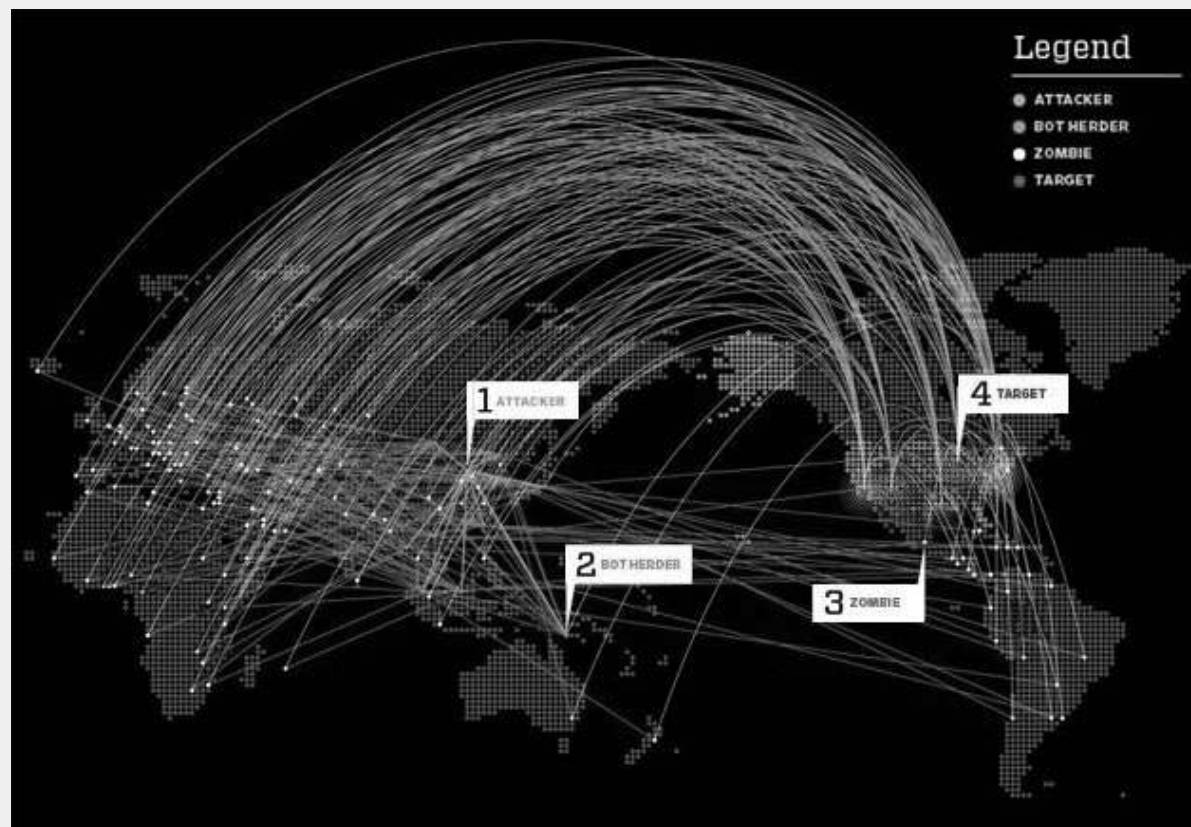 Legend
ATTACKER
BOT HERDER
ZOMBIE
TARGET
1 ATTACKER
4 TARGET
2 BOT HERDER
3 ZOMBIE